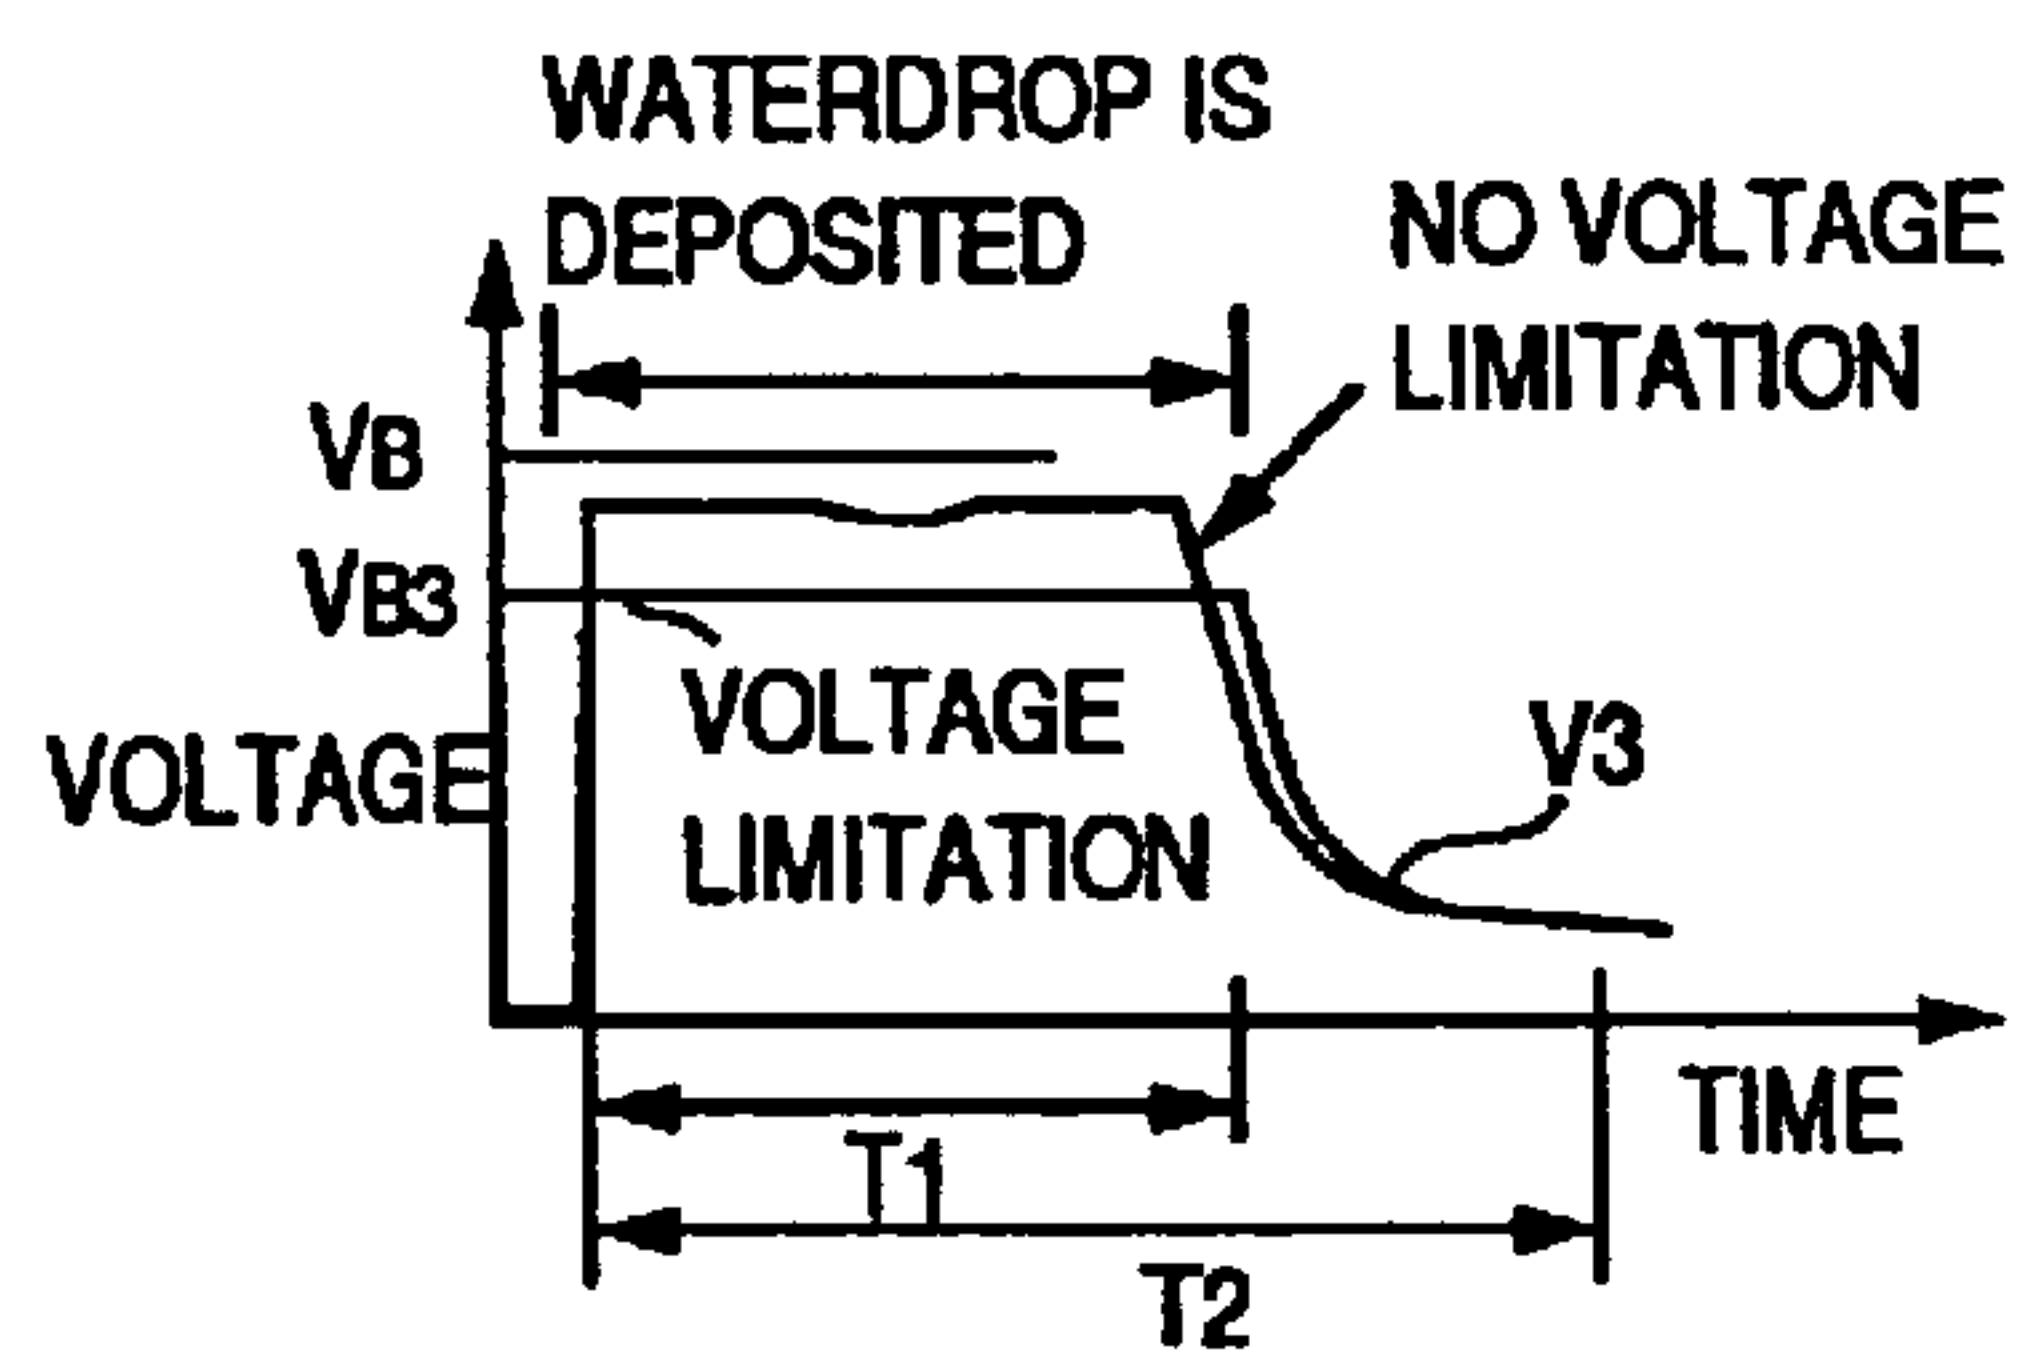 WATERDROP IS
DEPOSITED
NO VOLTAGE
LIMITATION
VB
VB3
VOLTAGE
LIMITATION
VOLTAGE
V3
TIME
T1
T2